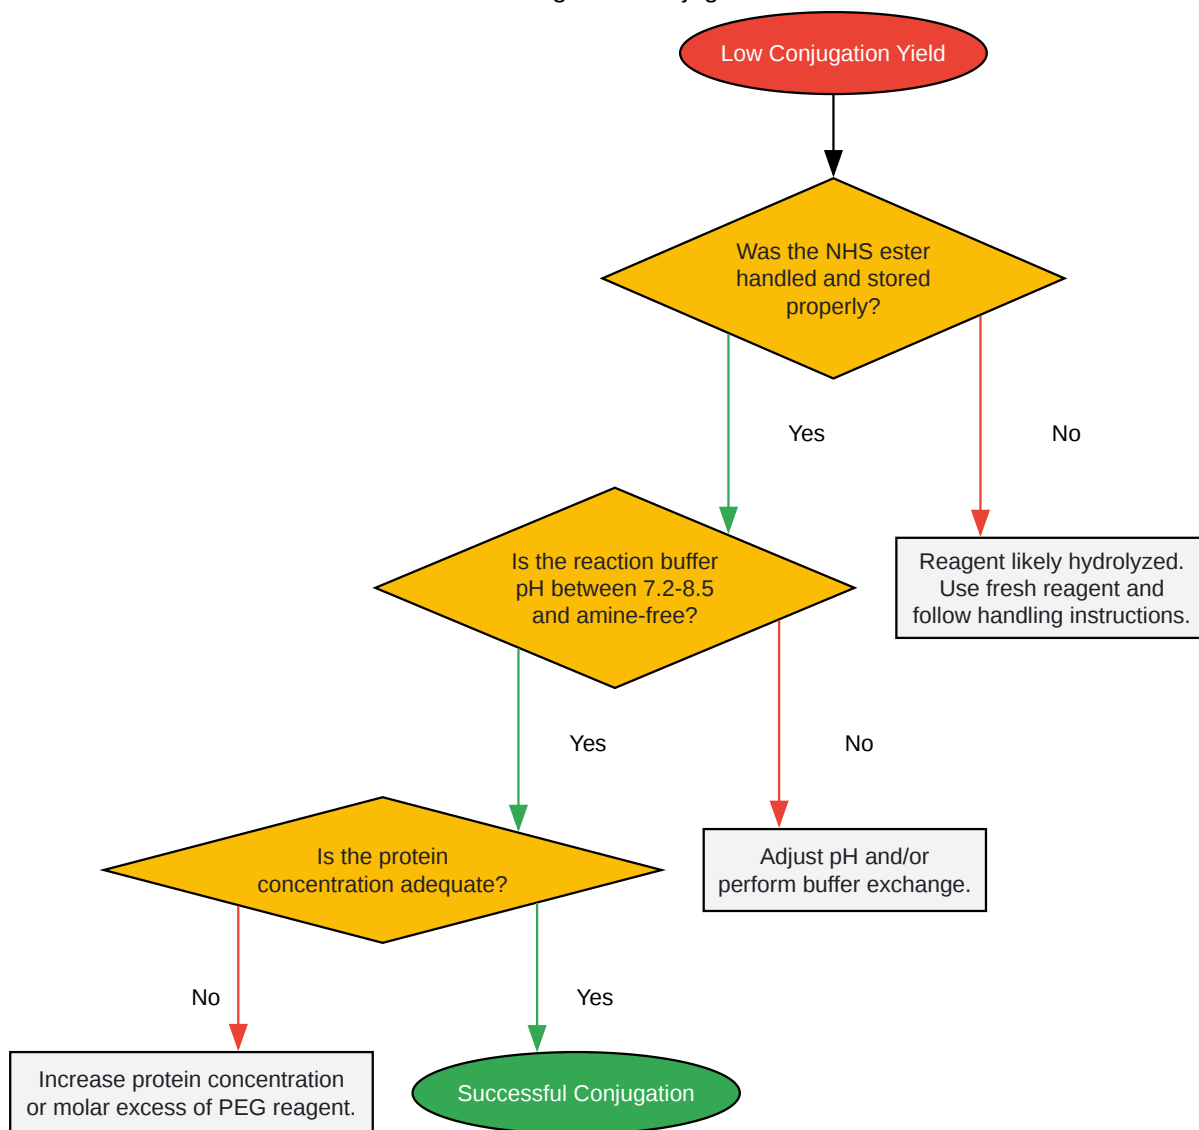 Low Conjugation Yield
Was the NHS ester
handled and stored
properly?
Yes
No
Is the reaction buffer
pH between 7.2-8.5
and amine-free?
Reagent likely hydrolyzed.
Use fresh reagent and
follow handling instructions.
Yes
No
Is the protein
concentration adequate?
Adjust pH and/or
perform buffer exchange.
No
Yes
Increase protein concentration
or molar excess of PEG reagent.
Successful Conjugation